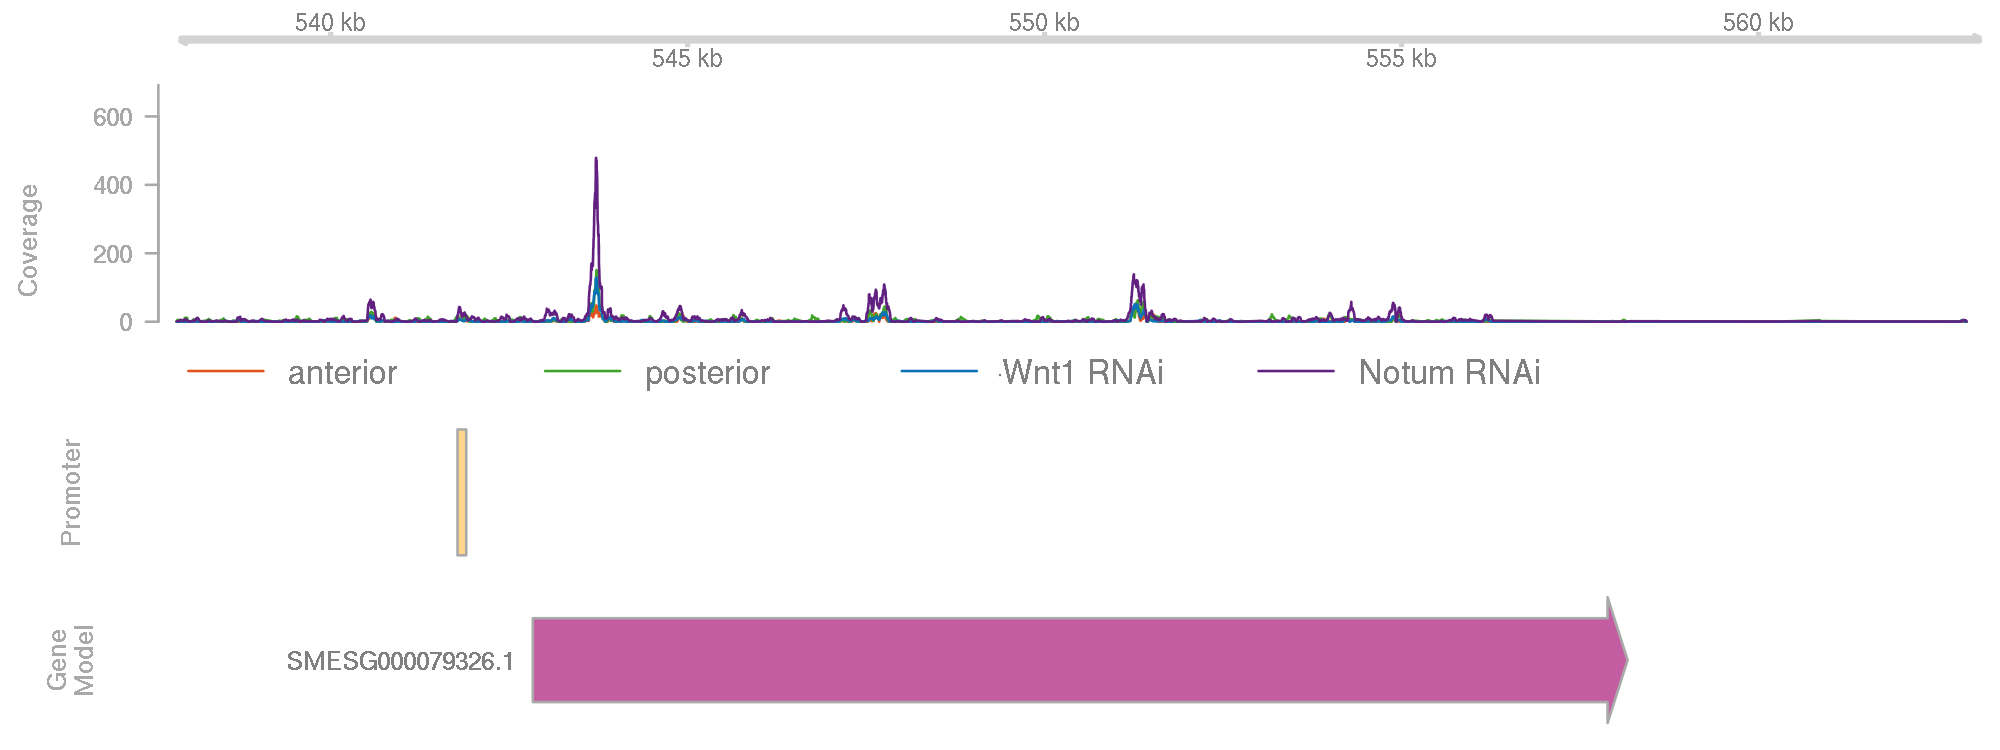 540 kb
550 kb
560 kb
545 kb
555 kb
Coverage
600
400
200
0
anterior
posterior
Wnt1 RNAi
Notum RNAi
Promoter
Gene
Model
SMESG000079326.1